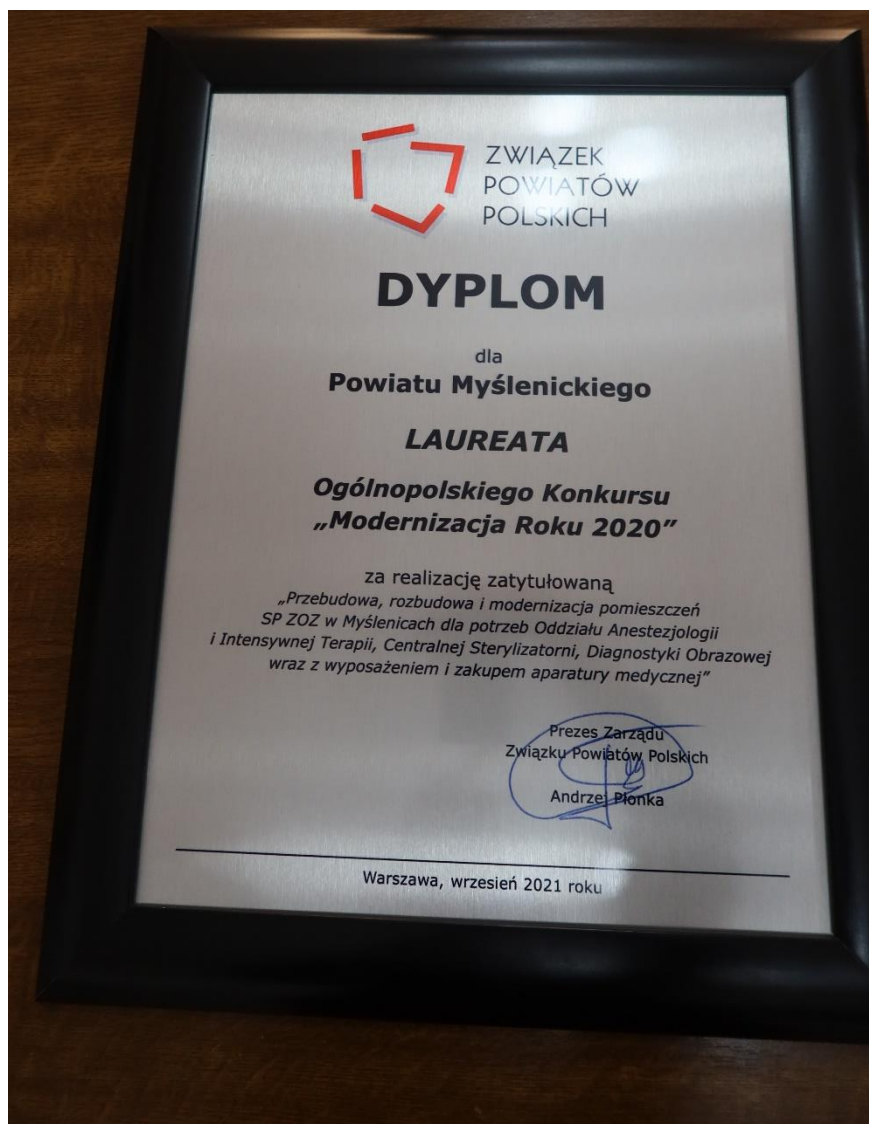 ZWIĄZEK
POWIATÓW
POLSKICH
DYPLOM
dla
Powiatu Myślenickiego
LAUREATA
Ogólnopolskiego Konkursu
„Modernizacja Roku 2020”
za realizację zatytułowaną
„Przebudowa, rozbudowa i modernizacja pomieszczeń
SP ZOZ w Myślenicach dla potrzeb Oddziału Anestezjologii
i Intensywnej Terapii, Centralnej Sterylizatorni, Diagnostyki Obrazowej
wraz z wyposażeniem i zakupem aparatury medycznej”
Prezes Zarządu
Związku Powiatów Polskich
Andrzej Płonka
Warszawa, wrzesień 2021 roku